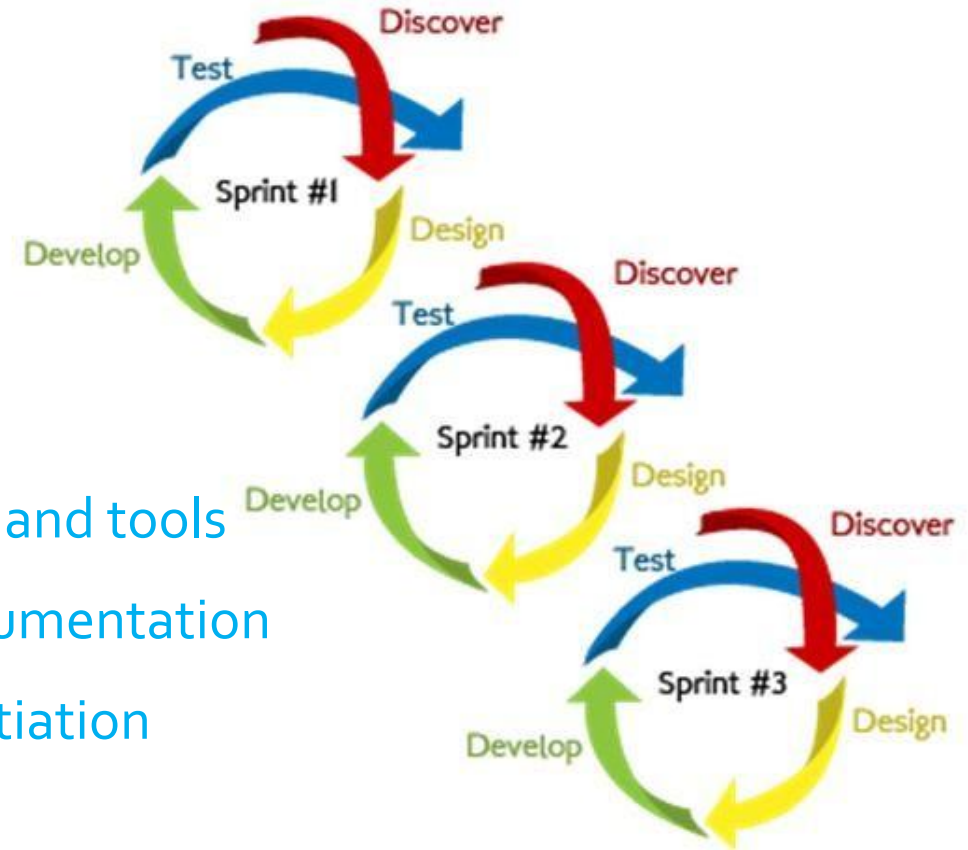 Discover
Test
Sprint #1
Design
Develop
Discover
Test
Sprint #2
Design
Develop
and tools
Discover
Test
umentation
Sprint #3
Design
tiation
Develop